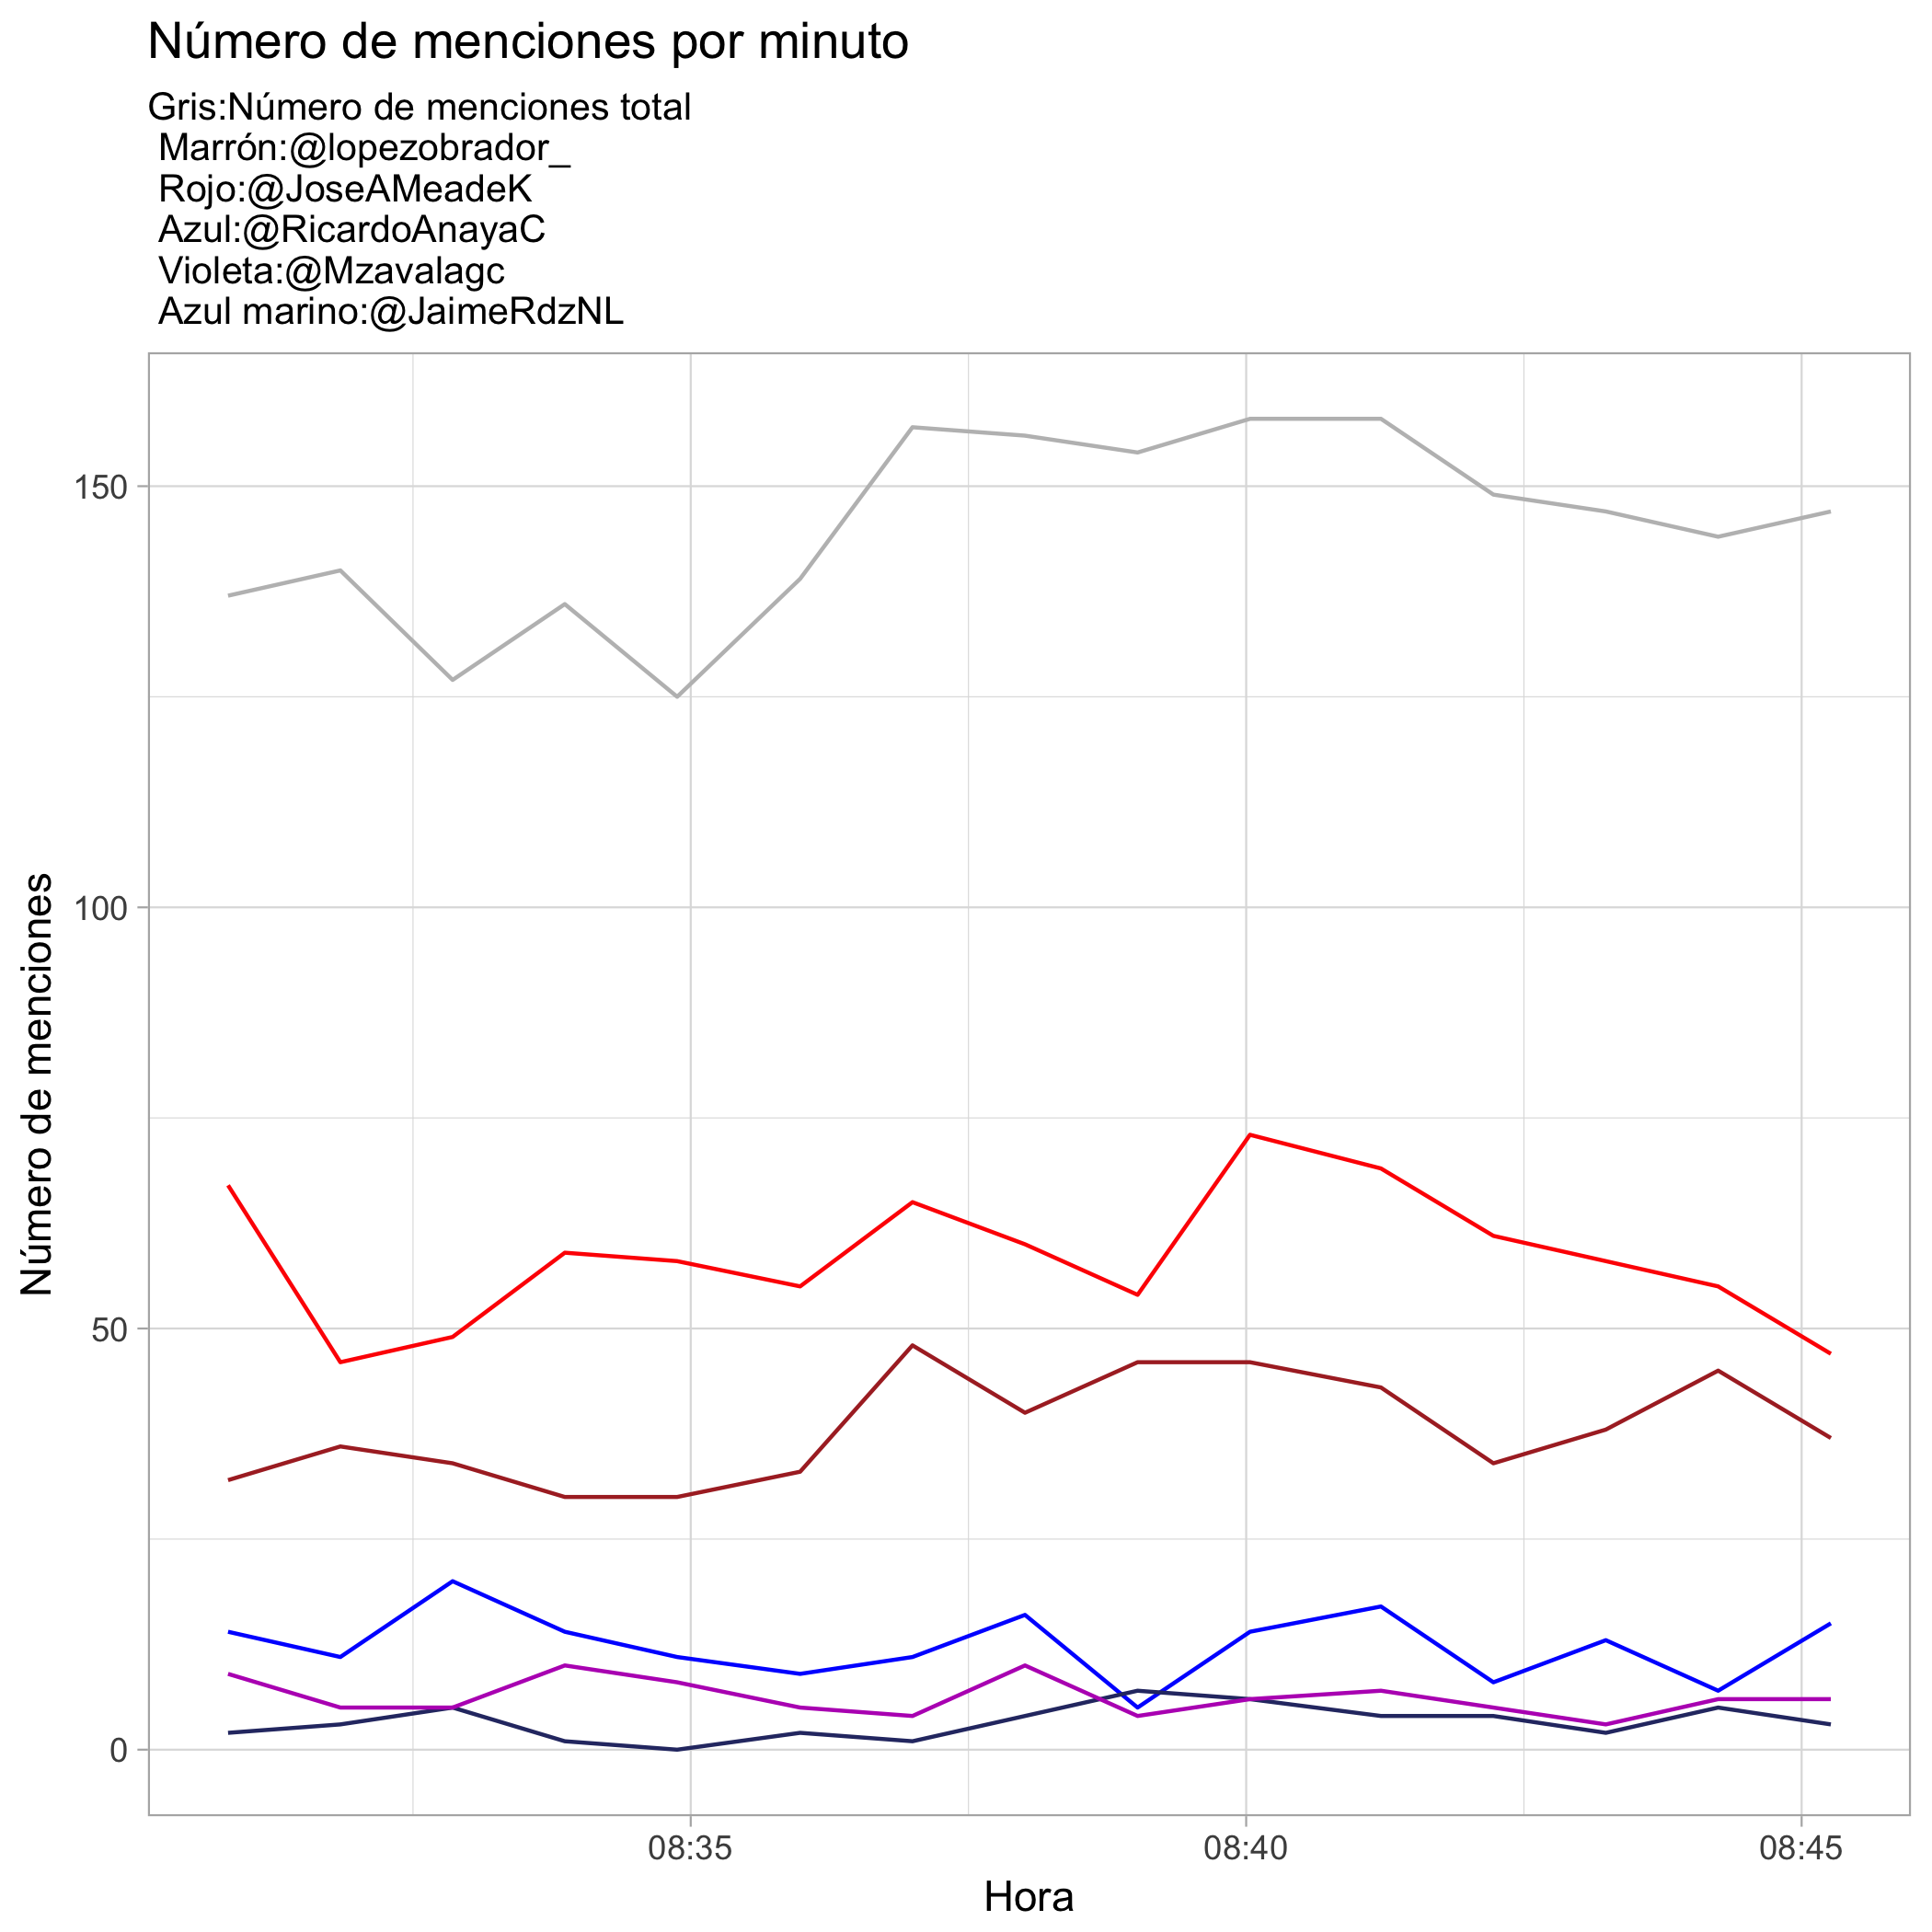 Número de menciones por minuto
Gris:Número de menciones total
Marrón:@lopezobrador_
Rojo:@JoseAMeadeK
Azul:@RicardoAnayaC
Violeta:@Mzavalagc
Azul marino:@JaimeRdzNL
Número de menciones
150
100
50
0
08:35
08:40
08:45
Hora